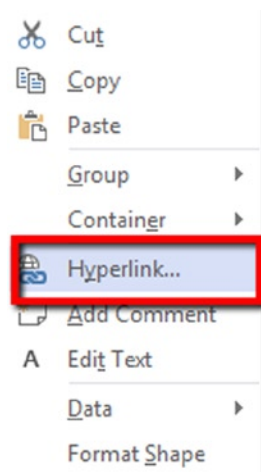 Cut
Copy
Paste
Group
Container
Hyperlink...
Add Comment
A Edit Text
Data
Format Shape